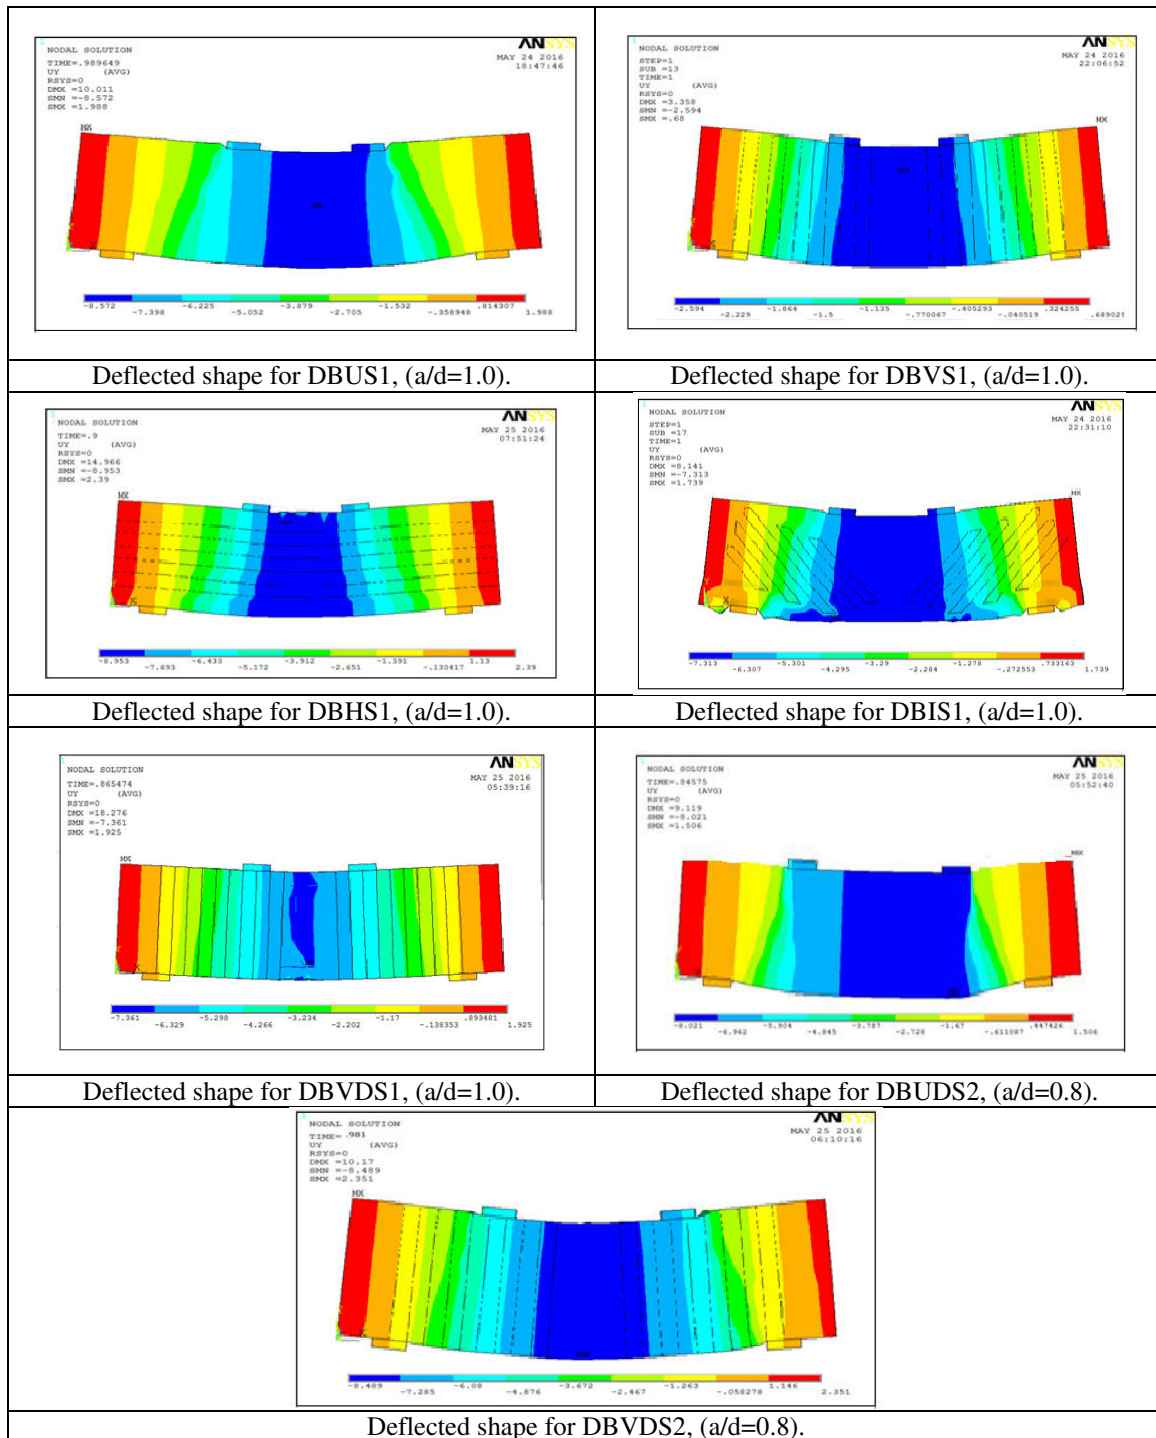 1
ANSYS
NODAL SOLUTION
MAY 24 2016
18:47:46
TIME=.989649
UY (AVG)
RSYS=0
DMX =10.011
SMN =-8.572
SMX =1.988
MX
X
-8.572 -6.225 -3.879 -1.532 .814307
-7.398 -5.052 -2.705 -.358948 1.988
Deflected shape for DBUS1, (a/d=1.0).
1
ANSYS
NODAL SOLUTION
MAY 24 2016
22:06:52
STEP=1
SUB =13
TIME=1
UY (AVG)
RSYS=0
DMX =3.358
SMN =-2.594
SMX =.68
MX
X
-2.594 -1.864 -1.135 -.405293 .324255
-2.229 -1.5 -.770067 -.040519 .689021
Deflected shape for DBVS1, (a/d=1.0).
1
ANSYS
NODAL SOLUTION
MAY 25 2016
07:51:24
TIME=.9
UY (AVG)
RSYS=0
DMX =14.966
SMN =-8.953
SMX =2.39
MX
X
-8.953 -6.433 -3.912 -1.391 1.13
-7.693 -5.172 -2.651 -.130417 2.39
Deflected shape for DBHS1, (a/d=1.0).
1
ANSYS
NODAL SOLUTION
MAY 24 2016
22:31:10
STEP=1
SUB =17
TIME=1
UY (AVG)
RSYS=0
DMX =8.141
SMN =-7.313
SMX =1.739
MX
X
-7.313 -5.301 -3.29 -1.278 .733163
-6.307 -4.295 -2.284 -.272553 1.739
Deflected shape for DBIS1, (a/d=1.0).
1
ANSYS
NODAL SOLUTION
MAY 25 2016
05:39:16
TIME=.865474
UY (AVG)
RSYS=0
DMX =18.276
SMN =-7.361
SMX =1.925
MX
X
-7.361 -5.298 -3.234 -1.17 .893481
-6.329 -4.266 -2.202 -.138353 1.925
Deflected shape for DBVDS1, (a/d=1.0).
1
ANSYS
NODAL SOLUTION
MAY 25 2016
05:52:40
TIME=.84575
UY (AVG)
RSYS=0
DMX =9.119
SMN =-8.021
SMX =1.506
MX
X
-8.021 -5.904 -3.787 -1.67 .447426
-6.962 -4.845 -2.728 -.611087 1.506
Deflected shape for DBUDS2, (a/d=0.8).
1
ANSYS
NODAL SOLUTION
MAY 25 2016
06:10:16
TIME= .981
UY (AVG)
RSYS=0
DMX =10.17
SMN =-8.489
SMX =2.351
MX
X
-8.489 -6.08 -3.672 -1.263 1.146
-7.285 -4.876 -2.467 -.058278 2.351
Deflected shape for DBVDS2, (a/d=0.8).